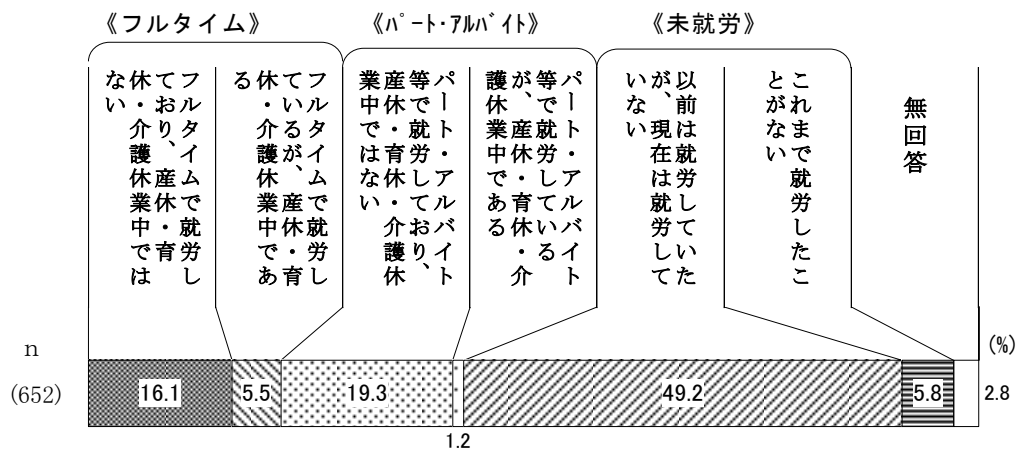 《フルタイム》
《ﾊﾟｰﾄ･ｱﾙﾊﾞｲﾄ》
《未就労》
フルタイムで就労し
ており、産休・育
休・介護休業中では
ない
フルタイムで就労し
ているが、産休・育
休・介護休業中であ
る
パート・アルバイト
等で就労しており、
産休・育休・介護休
業中ではない
パート・アルバイト
等で就労している
が、産休・育休・介
護休業中である
以前は就労していた
が、現在は就労して
いない
これまで就労したこ
とがない
無回答
n
(%)
(652)
16.1
5.5
19.3
1.2
49.2
5.8
2.8